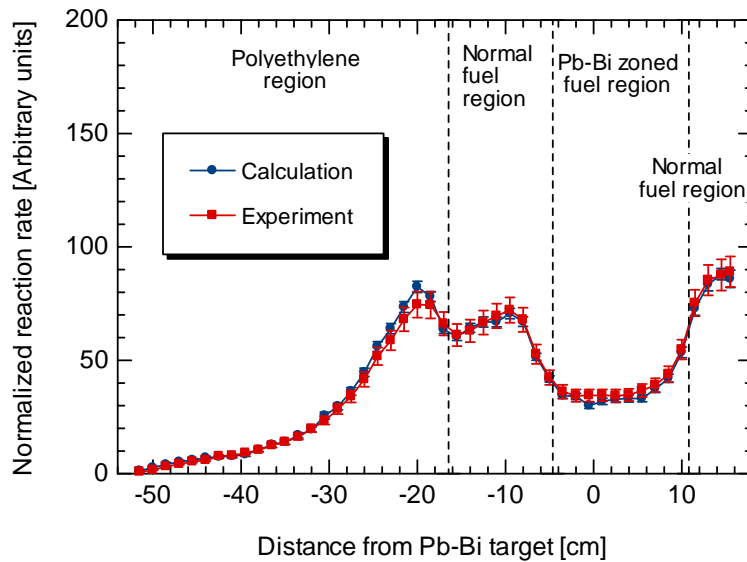 200
150
100
50
0
Normalized reaction rate [Arbitrary units]
Polyethylene
region
Normal
fuel
region
Pb-Bi zoned
fuel region
Normal
fuel region
Calculation
Experiment
-50
-40
-30
-20
-10
0
10
Distance from Pb-Bi target [cm]